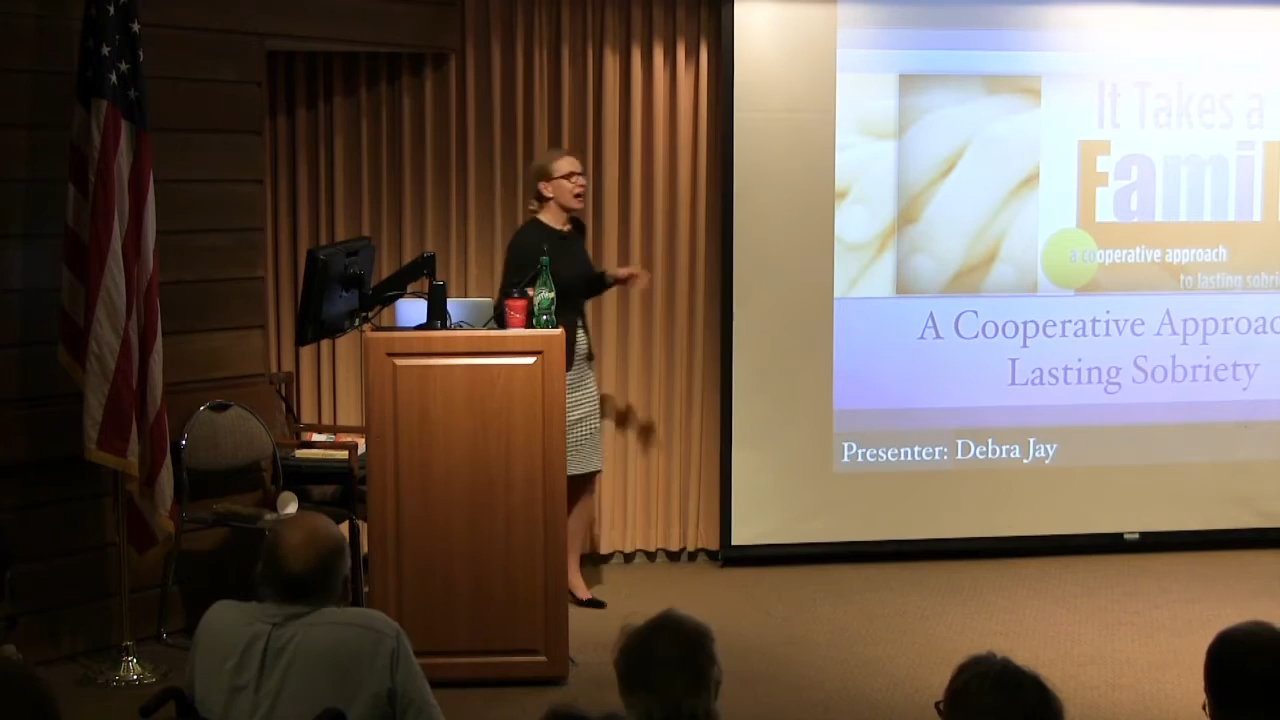 It Takes a
Fami
a cooperative approach
to lasting sobri
A Cooperative Approac
Lasting Sobriety
Presenter: Debra Jay